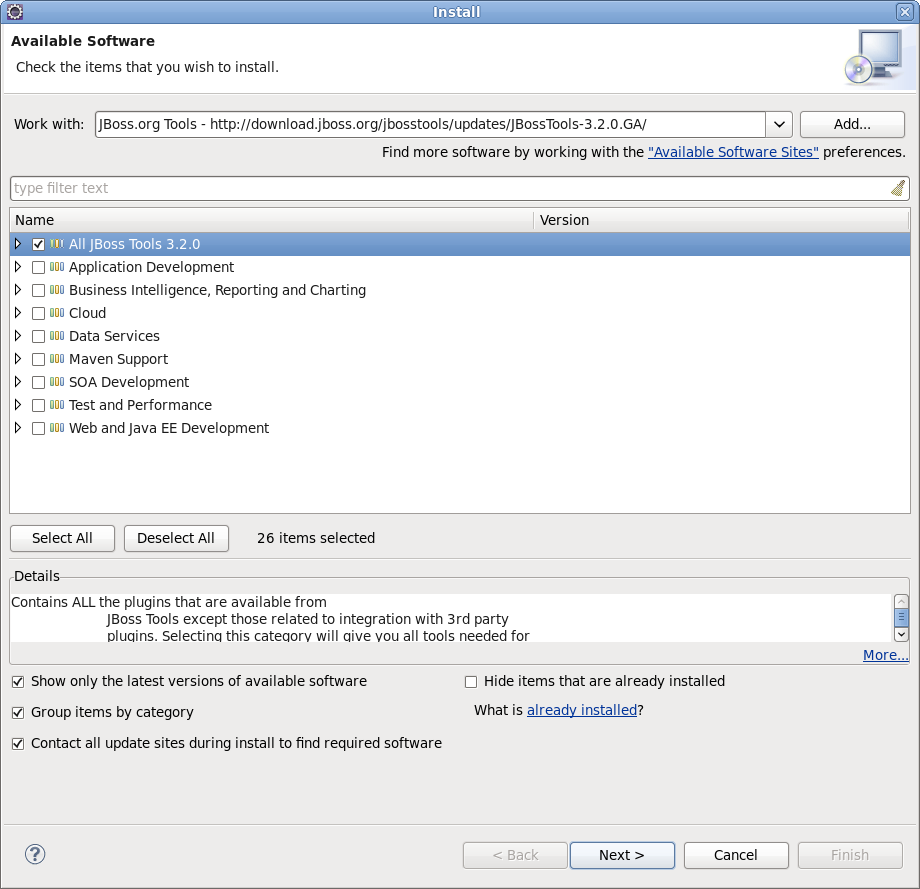 Install
Available Software
Check the items that you wish to install.
Work with: JBoss.org Tools - http://download.jboss.org/jbosstools/updates/JBossTools-3.2.0.GA/ Add...
Find more software by working with the "Available Software Sites" preferences.
type filter text
Name Version
All JBoss Tools 3.2.0
Application Development
Business Intelligence, Reporting and Charting
Cloud
Data Services
Maven Support
SOA Development
Test and Performance
Web and Java EE Development
Select All Deselect All 26 items selected
Details
Contains ALL the plugins that are available from
JBoss Tools except those related to integration with 3rd party
plugins. Selecting this category will give you all tools needed for
More...
Show only the latest versions of available software Hide items that are already installed
Group items by category What is already installed?
Contact all update sites during install to find required software
? < Back Next > Cancel Finish